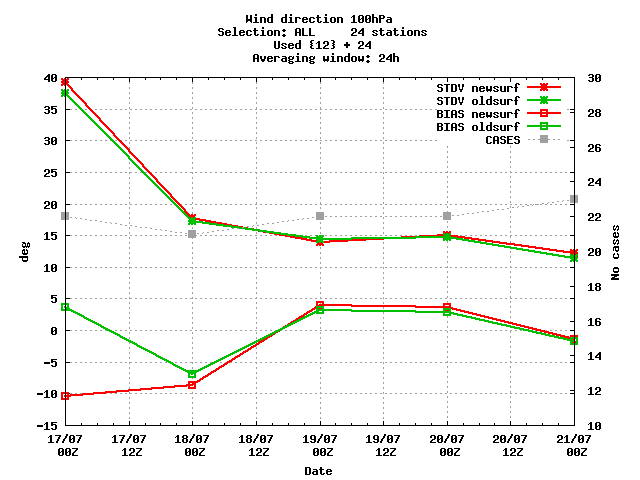 Wind direction 100hPa
Selection: ALL 24 stations
Used {12} + 24
Averaging window: 24h
STDV newsurf
STDV oldsurf
BIAS newsurf
BIAS oldsurf
CASES
40
35
30
25
20
15
10
5
0
-5
-10
-15
deg
30
28
26
24
22
20
18
16
14
12
10
No cases
17/07 17/07 18/07 18/07 19/07 19/07 20/07 20/07 21/07
00Z 12Z 00Z 12Z 00Z 12Z 00Z 12Z 00Z
Date